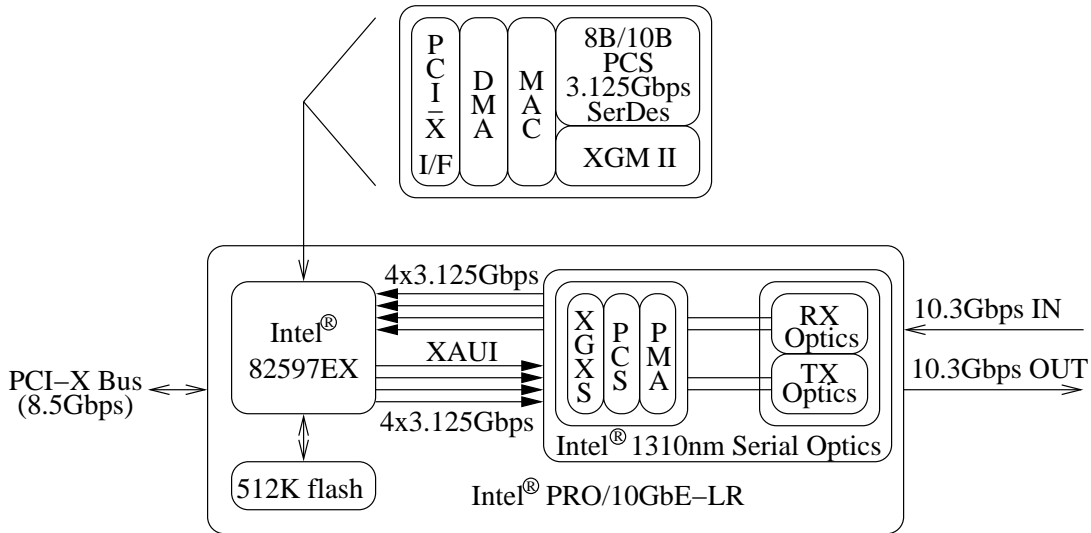 P
C
I
–
X
I/F
D
M
A
M
A
C
8B/10B
PCS
3.125Gbps
SerDes
XGM II
4x3.125Gbps
Intel®
82597EX
XAUI
4x3.125Gbps
512K flash
PCI–X Bus
(8.5Gbps)
X
G
X
S
P
C
S
P
M
A
RX
Optics
TX
Optics
Intel® 1310nm Serial Optics
Intel® PRO/10GbE–LR
10.3Gbps IN
10.3Gbps OUT